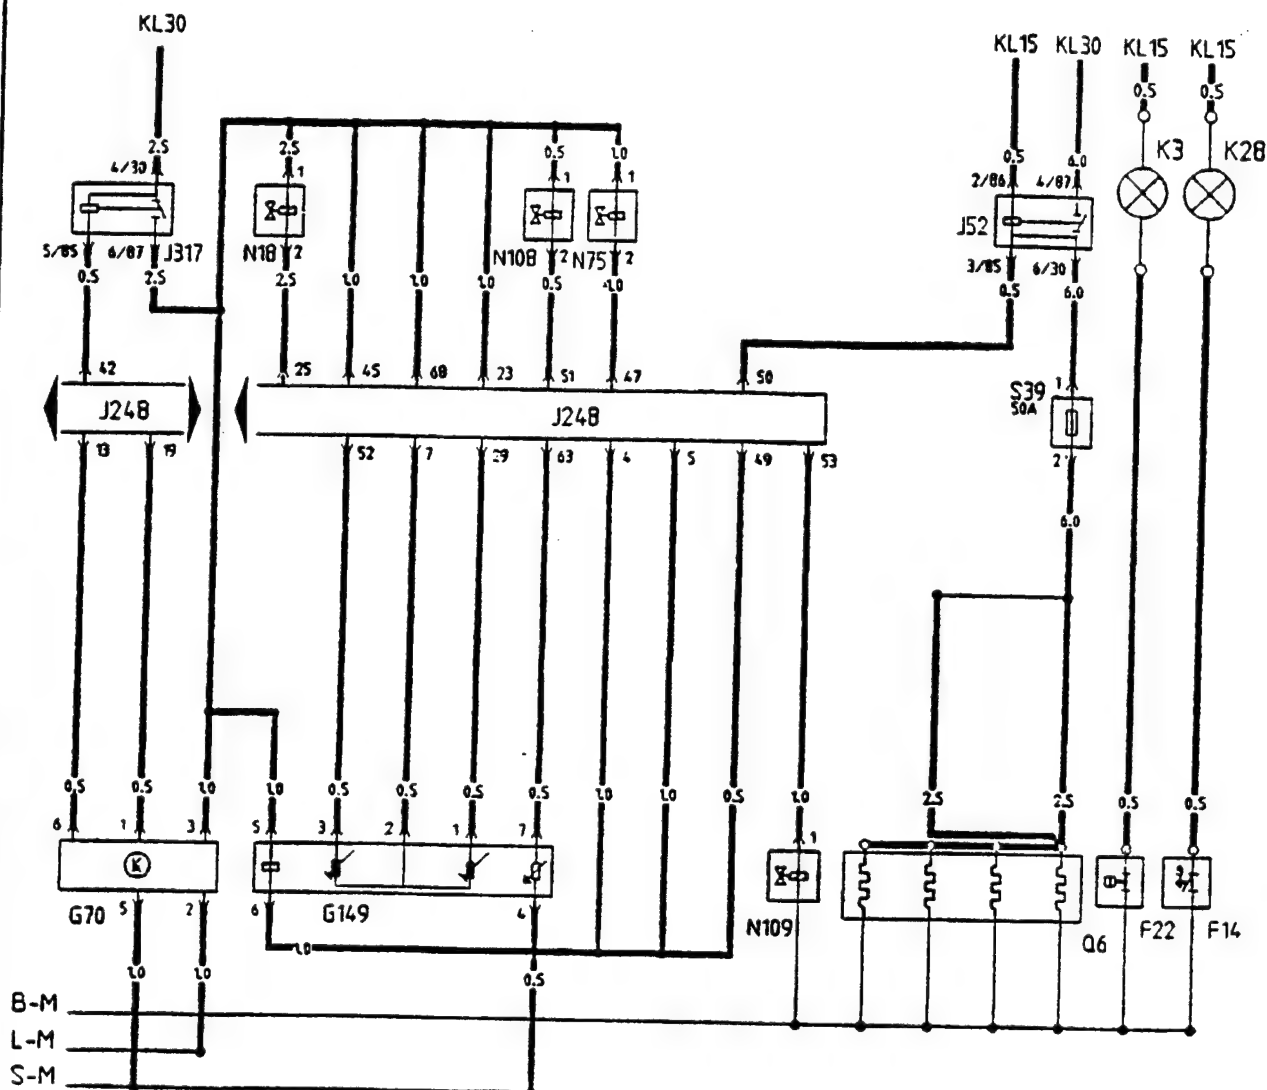 KL30
KL15 KL30 KL15 KL15
2.5 2.5 0.5 1.0 0.5 6.0 0.5 0.5
4/30 1 1 1 2/86 4/87 K3 K28
J52
5/85 6/87 J317 N18 2 N108 2 N75 2 3/85 6/30
0.5 2.5 2.5 1.0 1.0 1.0 0.5 1.0 0.5 6.0
42 25 45 68 23 51 47 50 1
S39
50A
J248 J248
13 19 52 7 29 63 4 5 49 53 2
6.0
0.5 0.5 1.0 1.0 0.5 0.5 0.5 0.5 1.0 1.0 0.5 1.0 2.5 2.5 0.5 0.5
6 1 3 5 3 2 1 7 1
K
G70 5 2 6 G149 4 N109 Q6 F22 F14
1.0
1.0 1.0 0.5
B-M
L-M
S-M